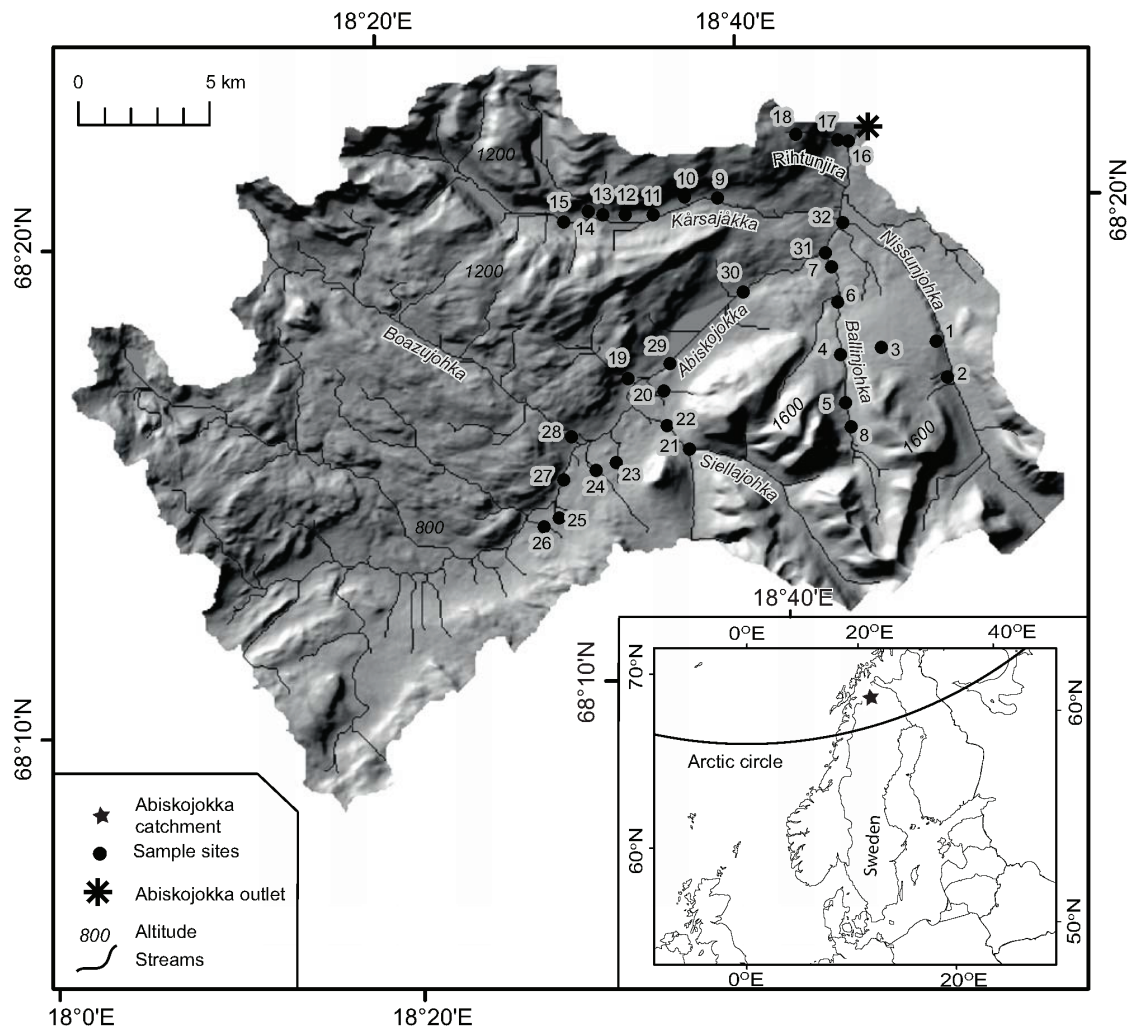 18°20'E
18°40'E
0
5 km
1200
18
17
16
Rihtunjira
10
9
15
13
12
11
14
Kårsajåkka
32
68°20'N
68°20'N
31
7
Nissunjohka
1200
30
6
Boazujohka
Abiskojokka
Ballinjohka
1
4
3
2
29
19
20
5
1600
22
8
1600
28
21
Siellajohka
23
24
27
800
25
26
18°40'E
68°10'N
68°10'N
0°E
20°E
40°E
70°N
60°N
Arctic circle
60°N
Sweden
50°N
0°E
20°E
Abiskojokka
catchment
Sample sites
Abiskojokka outlet
800
Altitude
Streams
18°0'E
18°20'E